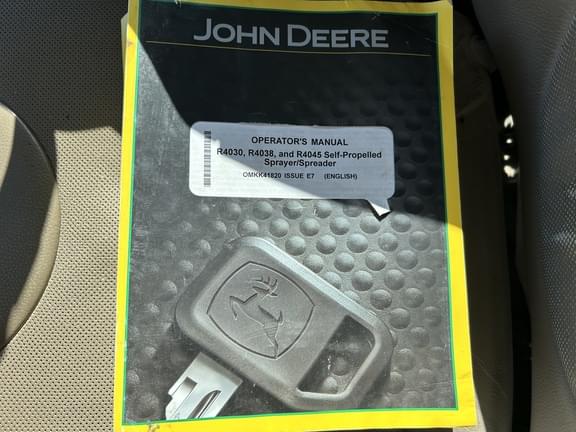 JOHN DEERE
OPERATOR'S MANUAL
R4030, R4038, and R4045 Self-Propelled
Sprayer/Spreader
OMKK41820 ISSUE E7 (ENGLISH)